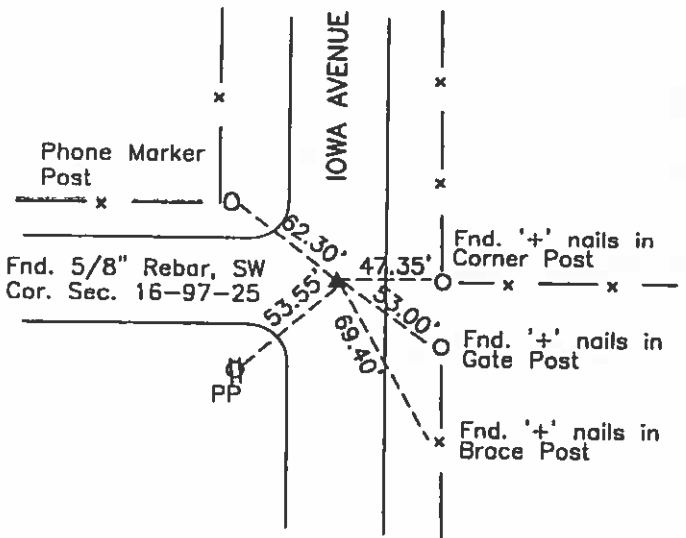 IOWA AVENUE
Phone Marker
Post
62.30'
Fnd. 5/8" Rebar, SW
Cor. Sec. 16-97-25
47.35'
Fnd. '+' nails in
Corner Post
53.55'
53.00'
69.40'
Fnd. '+' nails in
Gate Post
PP
Fnd. '+' nails in
Brace Post